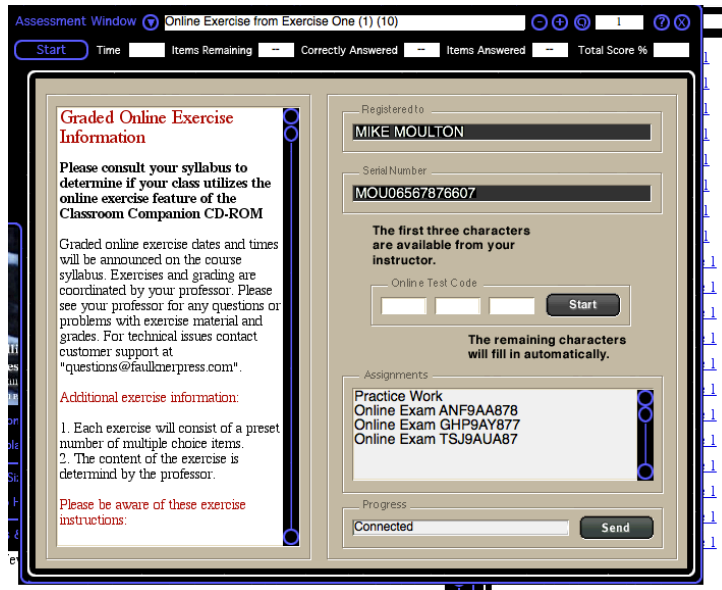 Assessment Window Online Exercise from Exercise One (1) (10) 1
Start Time Items Remaining -- Correctly Answered -- Items Answered -- Total Score %
Graded Online Exercise
Information
Please consult your syllabus to
determine if your class utilizes the
online exercise feature of the
Classroom Companion CD-ROM
Graded online exercise dates and times
will be announced on the course
syllabus. Exercises and grading are
coordinated by your professor. Please
see your professor for any questions or
problems with exercise material and
grades. For technical issues contact
customer support at
"questions@faulknerpress.com".
Additional exercise information:
1. Each exercise will consist of a preset
number of multiple choice items.
2. The content of the exercise is
determind by the professor.
Please be aware of these exercise
instructions:
Registered to
MIKE MOULTON
Serial Number
MOU06567876607
The first three characters
are available from your
instructor.
Online Test Code
Start
The remaining characters
will fill in automatically.
Assignments
Practice Work
Online Exam ANF9AA878
Online Exam GHP9AY877
Online Exam TSJ9AUA87
Progress
Connected
Send